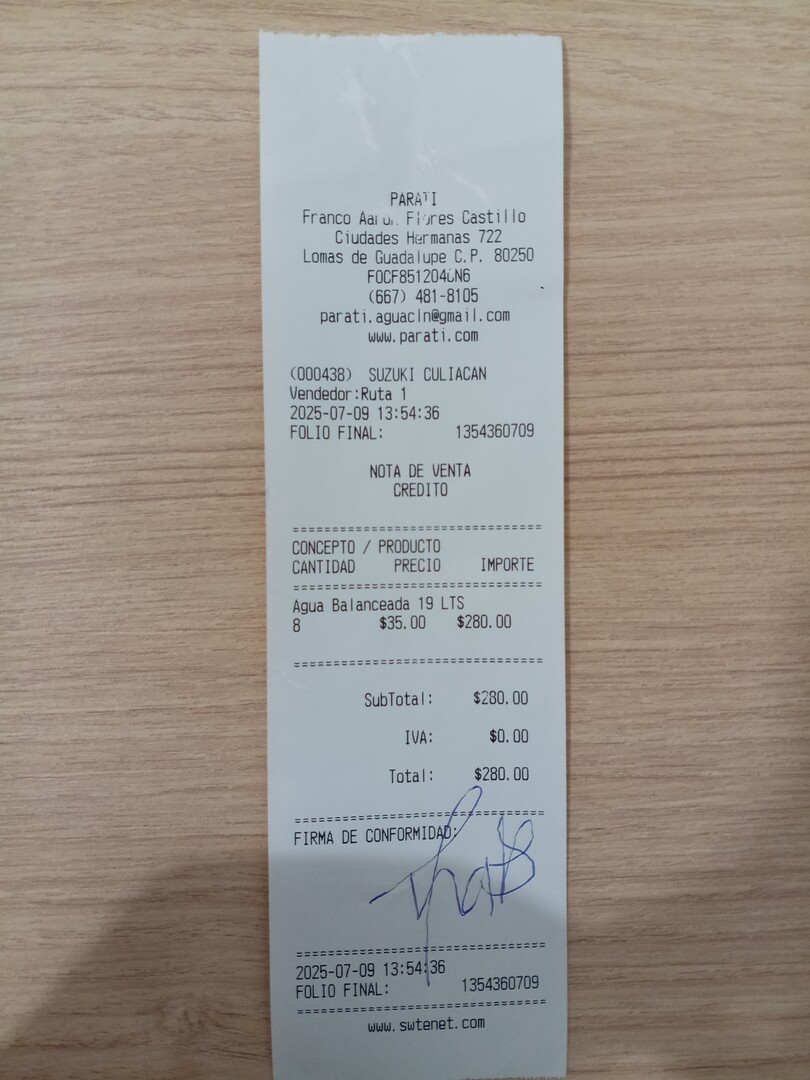 PARATI
Franco Aaron Flores Castillo
Ciudades Hermanas 722
Lomas de Guadalupe C.P. 80250
(667) 481-8105
parati.aguacln@gmail.com
www.parati.com
(000438) SUZUKI CULIACAN
Vendedor:Ruta 1
2025-07-09 13:54:36
FOLIO FINAL: 1354360709
NOTA DE VENTA
CREDITO
================================
CONCEPTO / PRODUCTO
CANTIDAD PRECIO IMPORTE
================================
Agua Balanceada 19 LTS
8 $35.00 $280.00
================================
SubTotal: $280.00
IVA: $0.00
Total: $280.00
================================
FIRMA DE CONFORMIDAD:
================================
2025-07-09 13:54:36
FOLIO FINAL: 1354360709
================================
www.swtenet.com